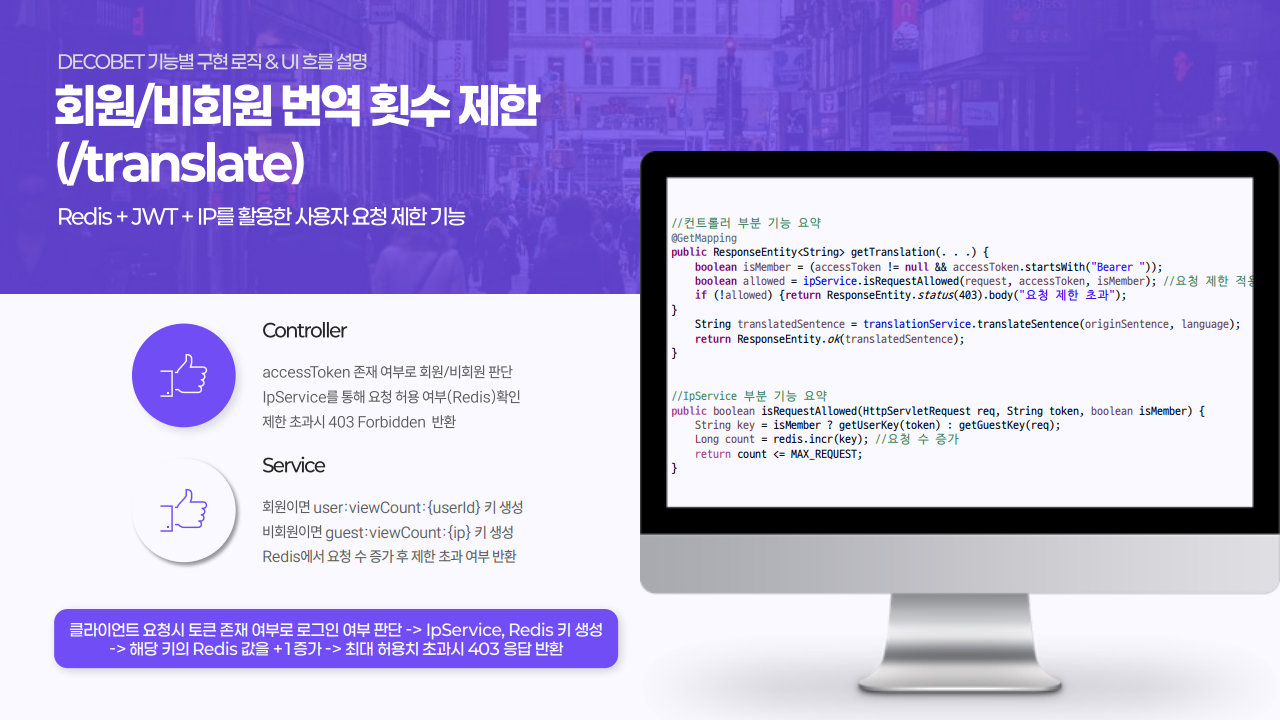 DECOBET 기능별 구현 로직 & UI 흐름 설명
회원/비회원 번역 횟수 제한
(/translate)
Redis + JWT + IP를 활용한 사용자 요청 제한 기능
Controller
accessToken 존재 여부로 회원/비회원 판단
IpService를 통해 요청 허용 여부(Redis)확인
제한 초과시 403 Forbidden  반환
Service
회원이면 user:viewCount:{userId} 키 생성
비회원이면 guest:viewCount:{ip} 키 생성
Redis에서 요청 수 증가 후 제한 초과 여부 반환
클라이언트 요청시 토큰 존재 여부로 로그인 여부 판단 -> IpService, Redis 키 생성
-> 해당 키의 Redis 값을 +1 증가 -> 최대 허용치 초과시 403 응답 반환
//컨트롤러 부분 기능 요약
@GetMapping
public ResponseEntity<String> getTranslation(. . .) {
boolean isMember = (accessToken != null && accessToken.startsWith("Bearer "));
boolean allowed = ipService.isRequestAllowed(request, accessToken, isMember); //요청 제한 적용
if (!allowed) {return ResponseEntity.status(403).body("요청 제한 초과");
}
String translatedSentence = translationService.translateSentence(originSentence, language);
return ResponseEntity.ok(translatedSentence);
}
//IpService 부분 기능 요약
public boolean isRequestAllowed(HttpServletRequest req, String token, boolean isMember) {
String key = isMember ? getUserKey(token) : getGuestKey(req);
Long count = redis.incr(key); //요청 수 증가
return count <= MAX_REQUEST;
}